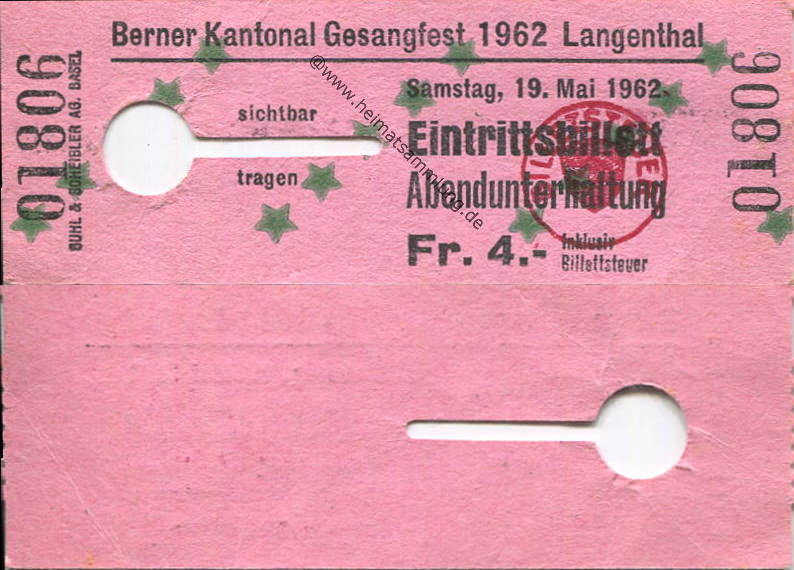 Berner Kantonal Gesangfest 1962 Langenthal
01806
BUHL & SCHEIBLER AG. BASEL
sichtbar
tragen
Samstag, 19. Mai 1962
Eintrittsbillett
Abendunterhaltung
Fr. 4.-
Inklusiv
Billettsteuer
01806
@www.heimatsammlung.de